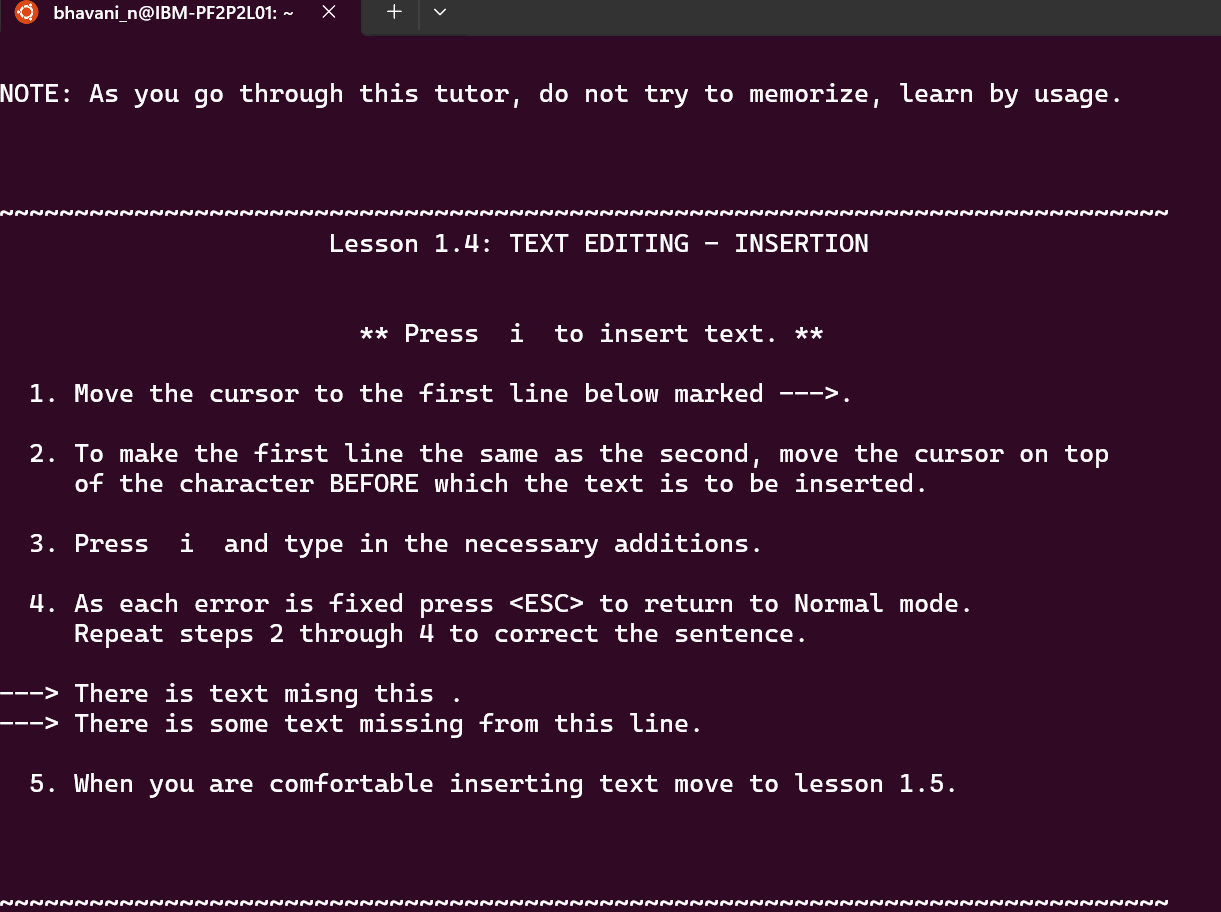 bhavani_n@IBM-PF2P2L01: ~
NOTE: As you go through this tutor, do not try to memorize, learn by usage.
~~~~~~~~~~~~~~~~~~~~~~~~~~~~~~~~~~~~~~~~~~~~~~~~~~~~~~~~~~~~~~~~~~~~~~~~~~~~~~
Lesson 1.4: TEXT EDITING - INSERTION
** Press  i  to insert text. **
1. Move the cursor to the first line below marked --->.
2. To make the first line the same as the second, move the cursor on top
of the character BEFORE which the text is to be inserted.
3. Press  i  and type in the necessary additions.
4. As each error is fixed press <ESC> to return to Normal mode.
Repeat steps 2 through 4 to correct the sentence.
---> There is text misng this .
---> There is some text missing from this line.
5. When you are comfortable inserting text move to lesson 1.5.
~~~~~~~~~~~~~~~~~~~~~~~~~~~~~~~~~~~~~~~~~~~~~~~~~~~~~~~~~~~~~~~~~~~~~~~~~~~~~~